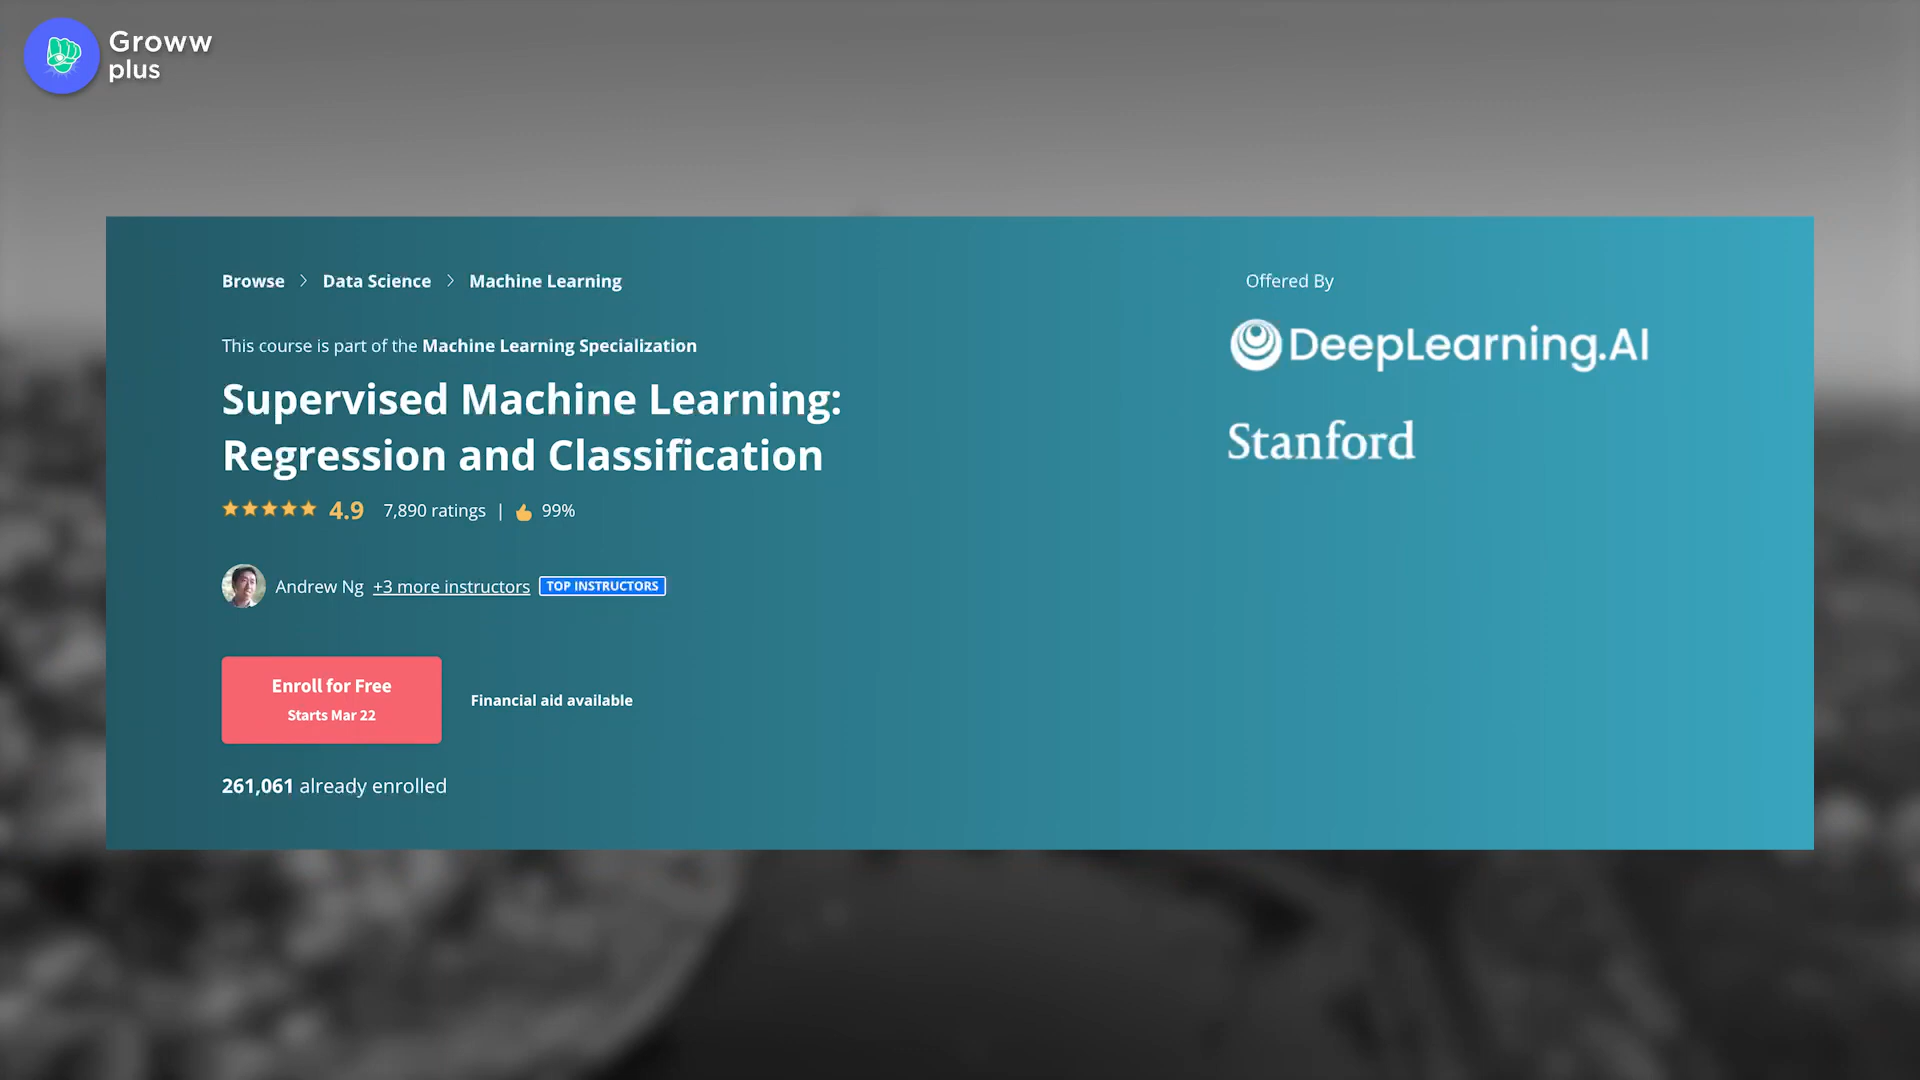 Groww
plus
Browse > Data Science > Machine Learning
Offered By
This course is part of the Machine Learning Specialization
DeepLearning.AI
Supervised Machine Learning:
Regression and Classification
Stanford
4.9 7,890 ratings | 99%
Andrew Ng +3 more instructors TOP INSTRUCTORS
Enroll for Free
Starts Mar 22
Financial aid available
261,061 already enrolled